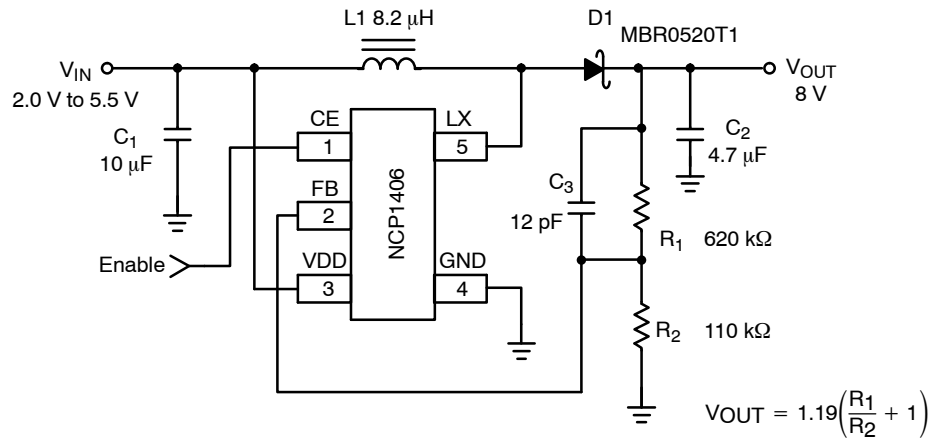 L1 8.2 μH
D1
MBR0520T1
VIN
2.0 V to 5.5 V
VOUT
8 V
C1
10 μF
CE
1
LX
5
C2
4.7 μF
FB
2
NCP1406
C3
12 pF
R1 620 kΩ
Enable
VDD
3
GND
4
R2 110 kΩ
VOUT = 1.19(R1/R2 + 1)